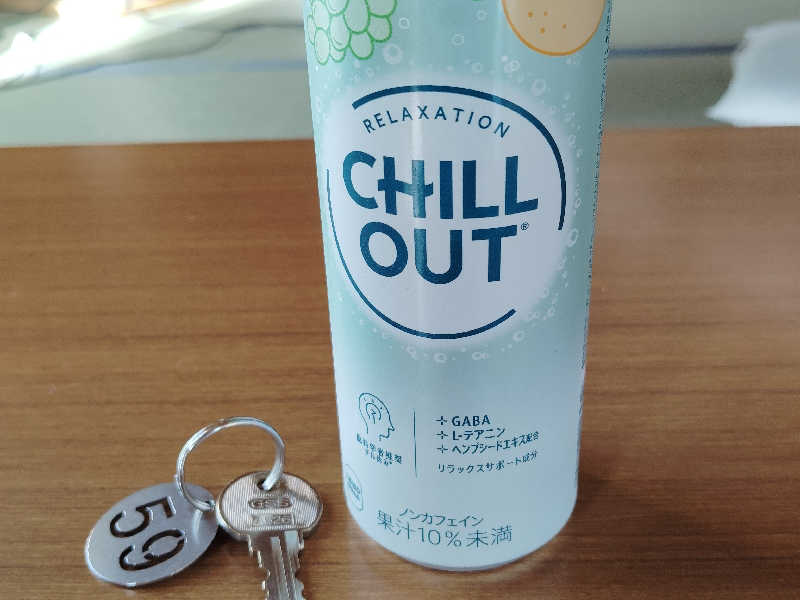 RELAXATION
CHILL
OUT®
GABA
L-テアニン
ヘンプシードエキス配合
リラックスサポート成分
ノンカフェイン
果汁10%未満
59